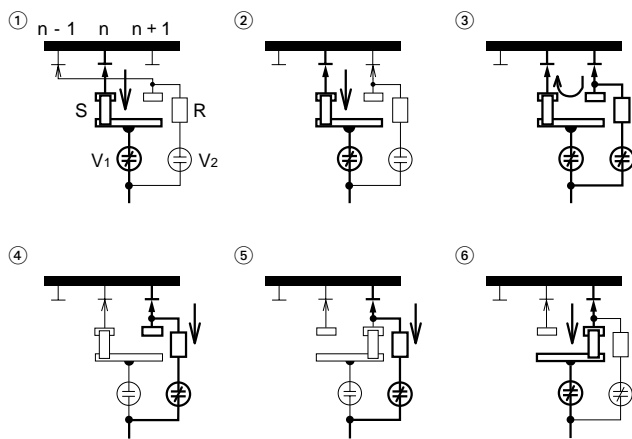 ① n - 1 n n + 1
S R
V1 V2
②
③
④
⑤
⑥